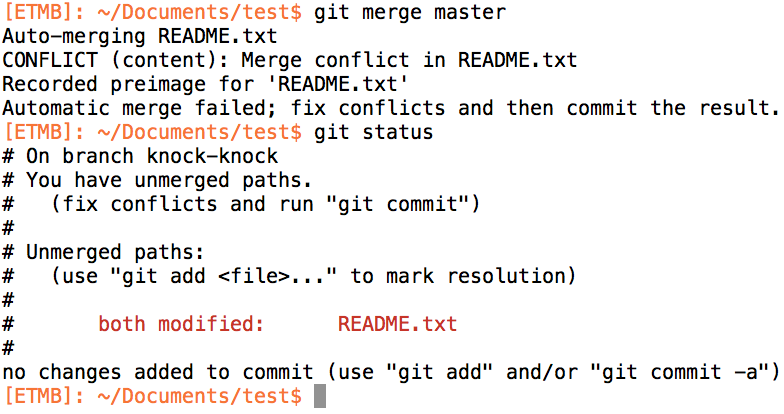 [ETMB]: ~/Documents/test$ git merge master
Auto-merging README.txt
CONFLICT (content): Merge conflict in README.txt
Recorded preimage for 'README.txt'
Automatic merge failed; fix conflicts and then commit the result.
[ETMB]: ~/Documents/test$ git status
# On branch knock-knock
# You have unmerged paths.
#   (fix conflicts and run "git commit")
#
# Unmerged paths:
#   (use "git add <file>..." to mark resolution)
#
#       both modified:      README.txt
#
no changes added to commit (use "git add" and/or "git commit -a")
[ETMB]: ~/Documents/test$